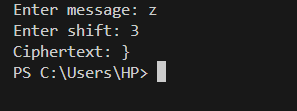 Enter message: z
Enter shift: 3
Ciphertext: }
PS C:\Users\HP>